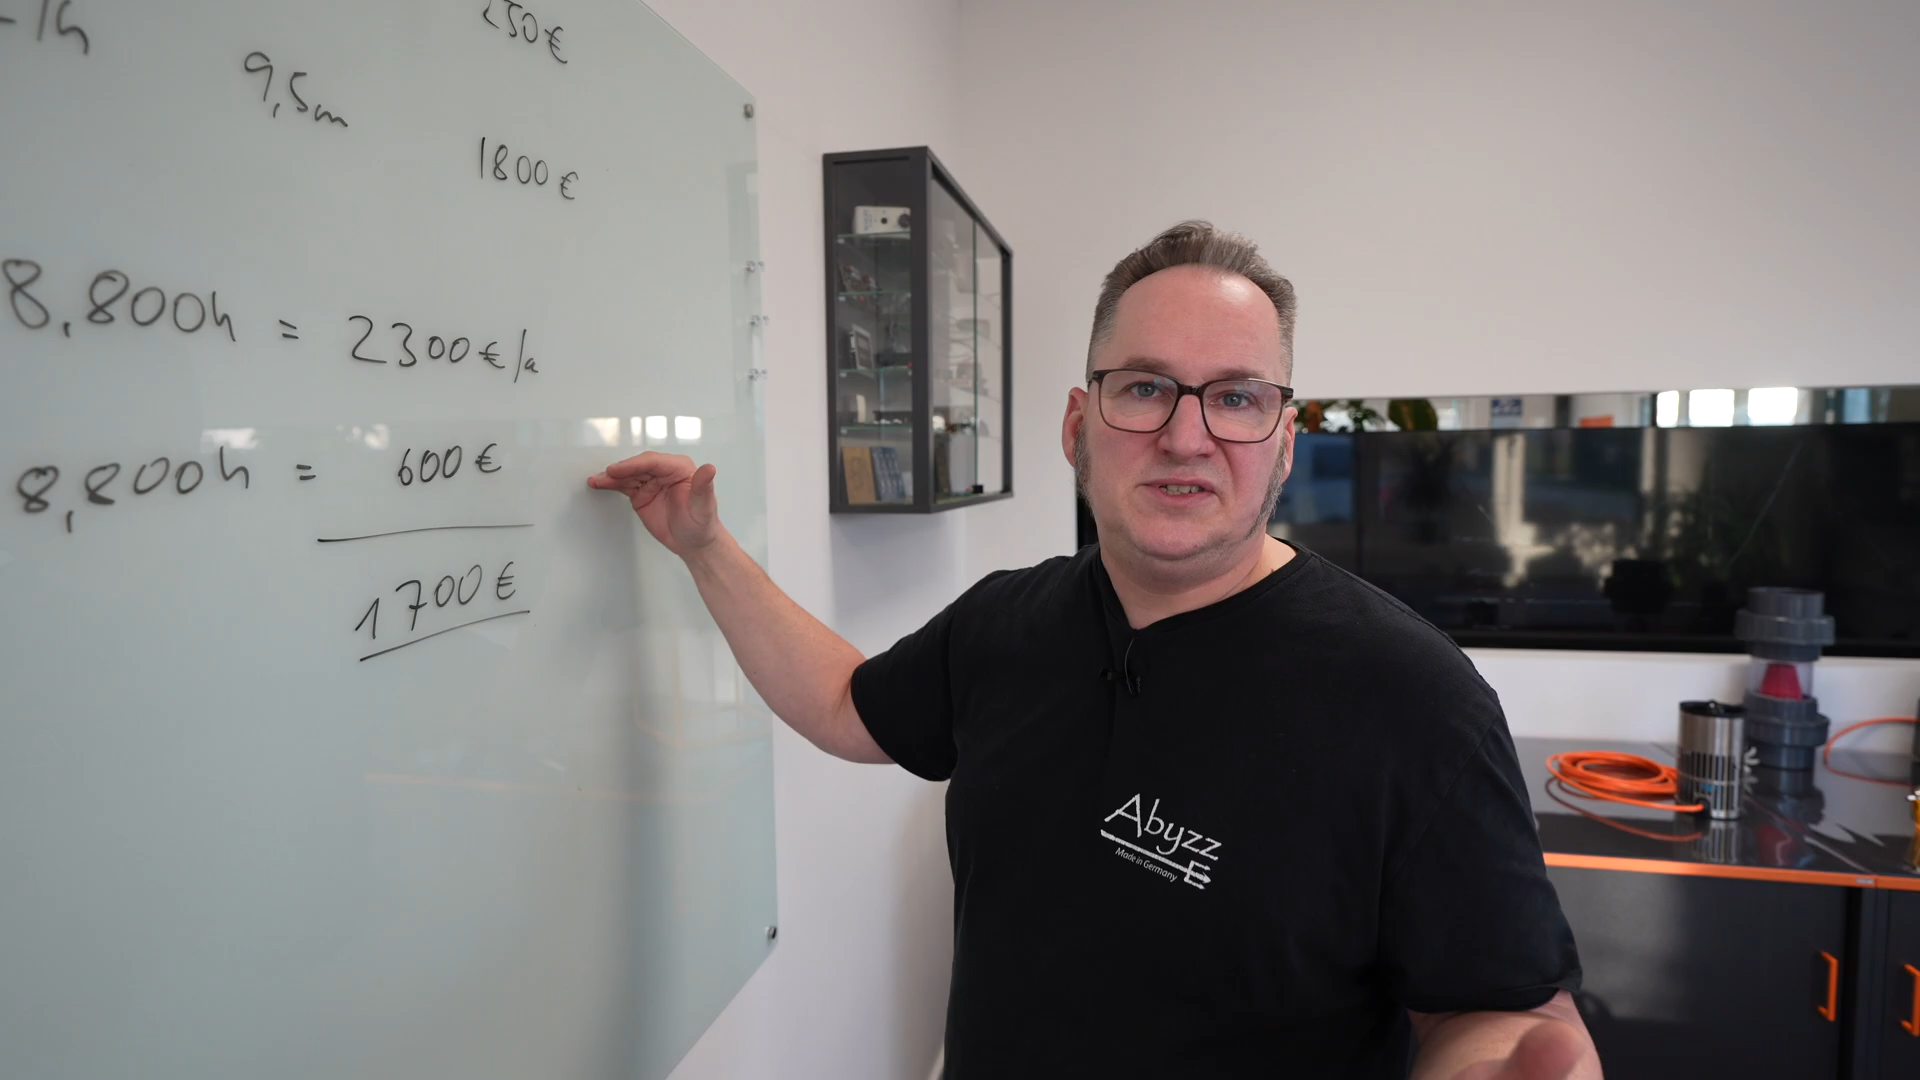 250€
9,5m
1800€
8,800h = 2300€/a
8,800h = 600€
1700€
Abyzz
Made in Germany